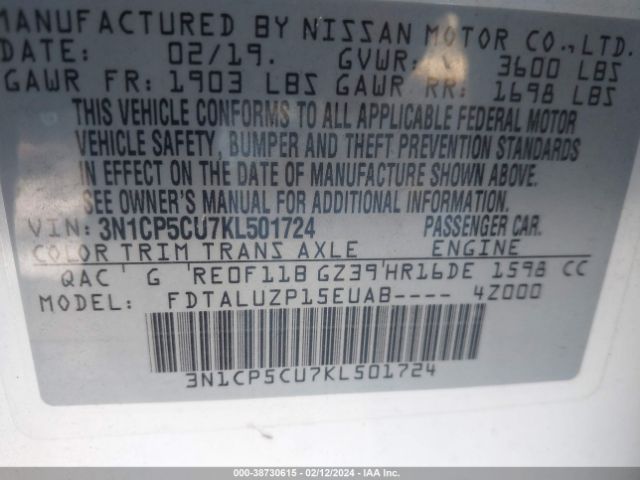 MANUFACTURED BY NISSAN MOTOR CO., LTD.
DATE: 02/19. GVWR: 3600 LBS
GAWR FR: 1903 LBS GAWR RR: 1698 LBS
THIS VEHICLE CONFORMS TO ALL APPLICABLE FEDERAL MOTOR
VEHICLE SAFETY, BUMPER AND THEFT PREVENTION STANDARDS
IN EFFECT ON THE DATE OF MANUFACTURE SHOWN ABOVE.
SEE OWNER'S MANUAL FOR ADDITIONAL INFORMATION.
VIN: 3N1CP5CU7KL501724 PASSENGER CAR.
COLOR TRIM TRANS AXLE ENGINE
QAC G RE0F11B GZ39 HR16DE 1598 CC
MODEL: FDTALUZP15EUAB---- 4Z000
3N1CP5CU7KL501724
000-38730615 - 02/12/2024 - IAA Inc.